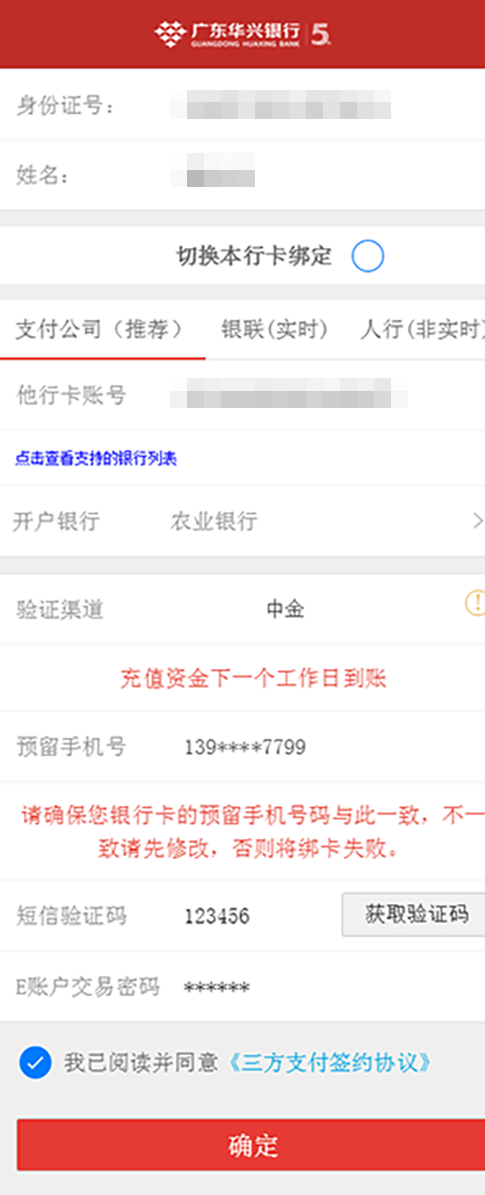 广东华兴银行 5
GUANGDONG HUAXING BANK
身份证号：
姓名：
切换本行卡绑定
支付公司（推荐） 银联(实时) 人行(非实时)
他行卡账号
点击查看支持的银行列表
开户银行 农业银行
验证渠道 中金
充值资金下一个工作日到账
预留手机号 139****7799
请确保您银行卡的预留手机号码与此一致，不一
致请先修改，否则将绑卡失败。
短信验证码 123456 获取验证码
E账户交易密码 ******
我已阅读并同意《三方支付签约协议》
确定